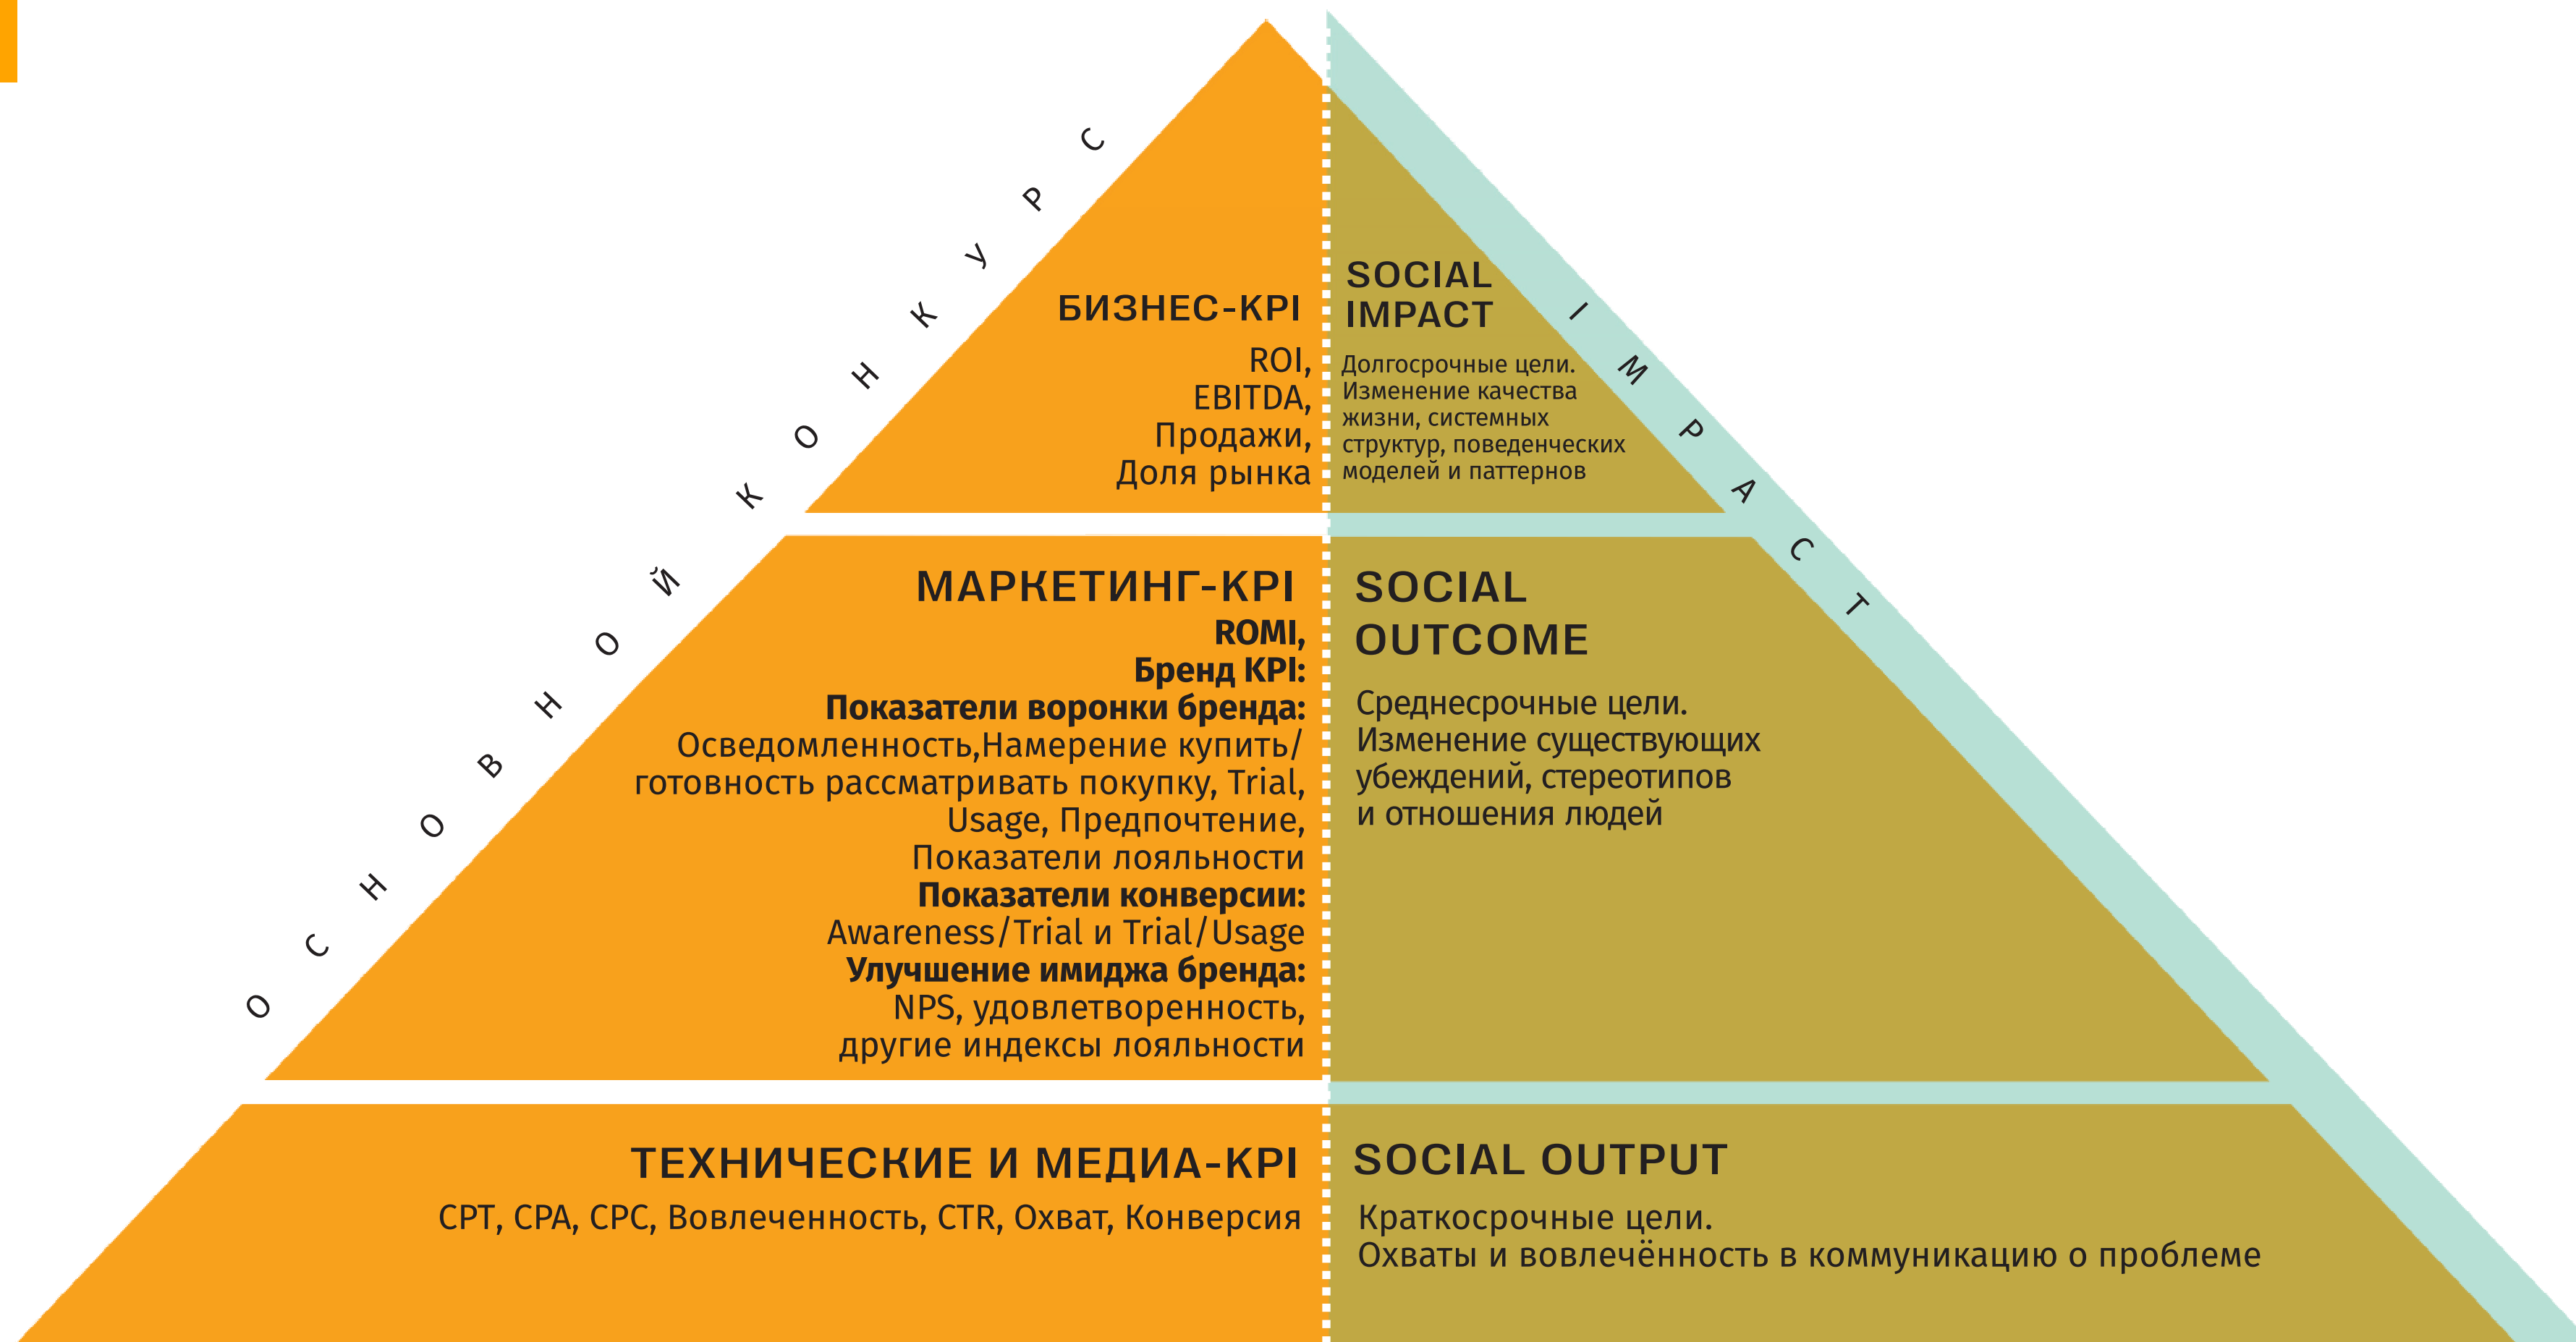 ОСНОВНОЙ КОНКУРС
БИЗНЕС-KPI
ROI,
EBITDA,
Продажи,
Доля рынка
SOCIAL
IMPACT
Долгосрочные цели.
Изменение качества
жизни, системных
структур, поведенческих
моделей и паттернов
IMPACT
МАРКЕТИНГ-KPI
ROMI,
Бренд KPI:
Показатели воронки бренда:
Осведомленность,Намерение купить/
готовность рассматривать покупку, Trial,
Usage, Предпочтение,
Показатели лояльности
Показатели конверсии:
Awareness/Trial и Trial/Usage
Улучшение имиджа бренда:
NPS, удовлетворенность,
другие индексы лояльности
SOCIAL
OUTCOME
Среднесрочные цели.
Изменение существующих
убеждений, стереотипов
и отношения людей
ТЕХНИЧЕСКИЕ И МЕДИА-KPI
CPT, CPA, CPC, Вовлеченность, CTR, Охват, Конверсия
SOCIAL OUTPUT
Краткосрочные цели.
Охваты и вовлечённость в коммуникацию о проблеме